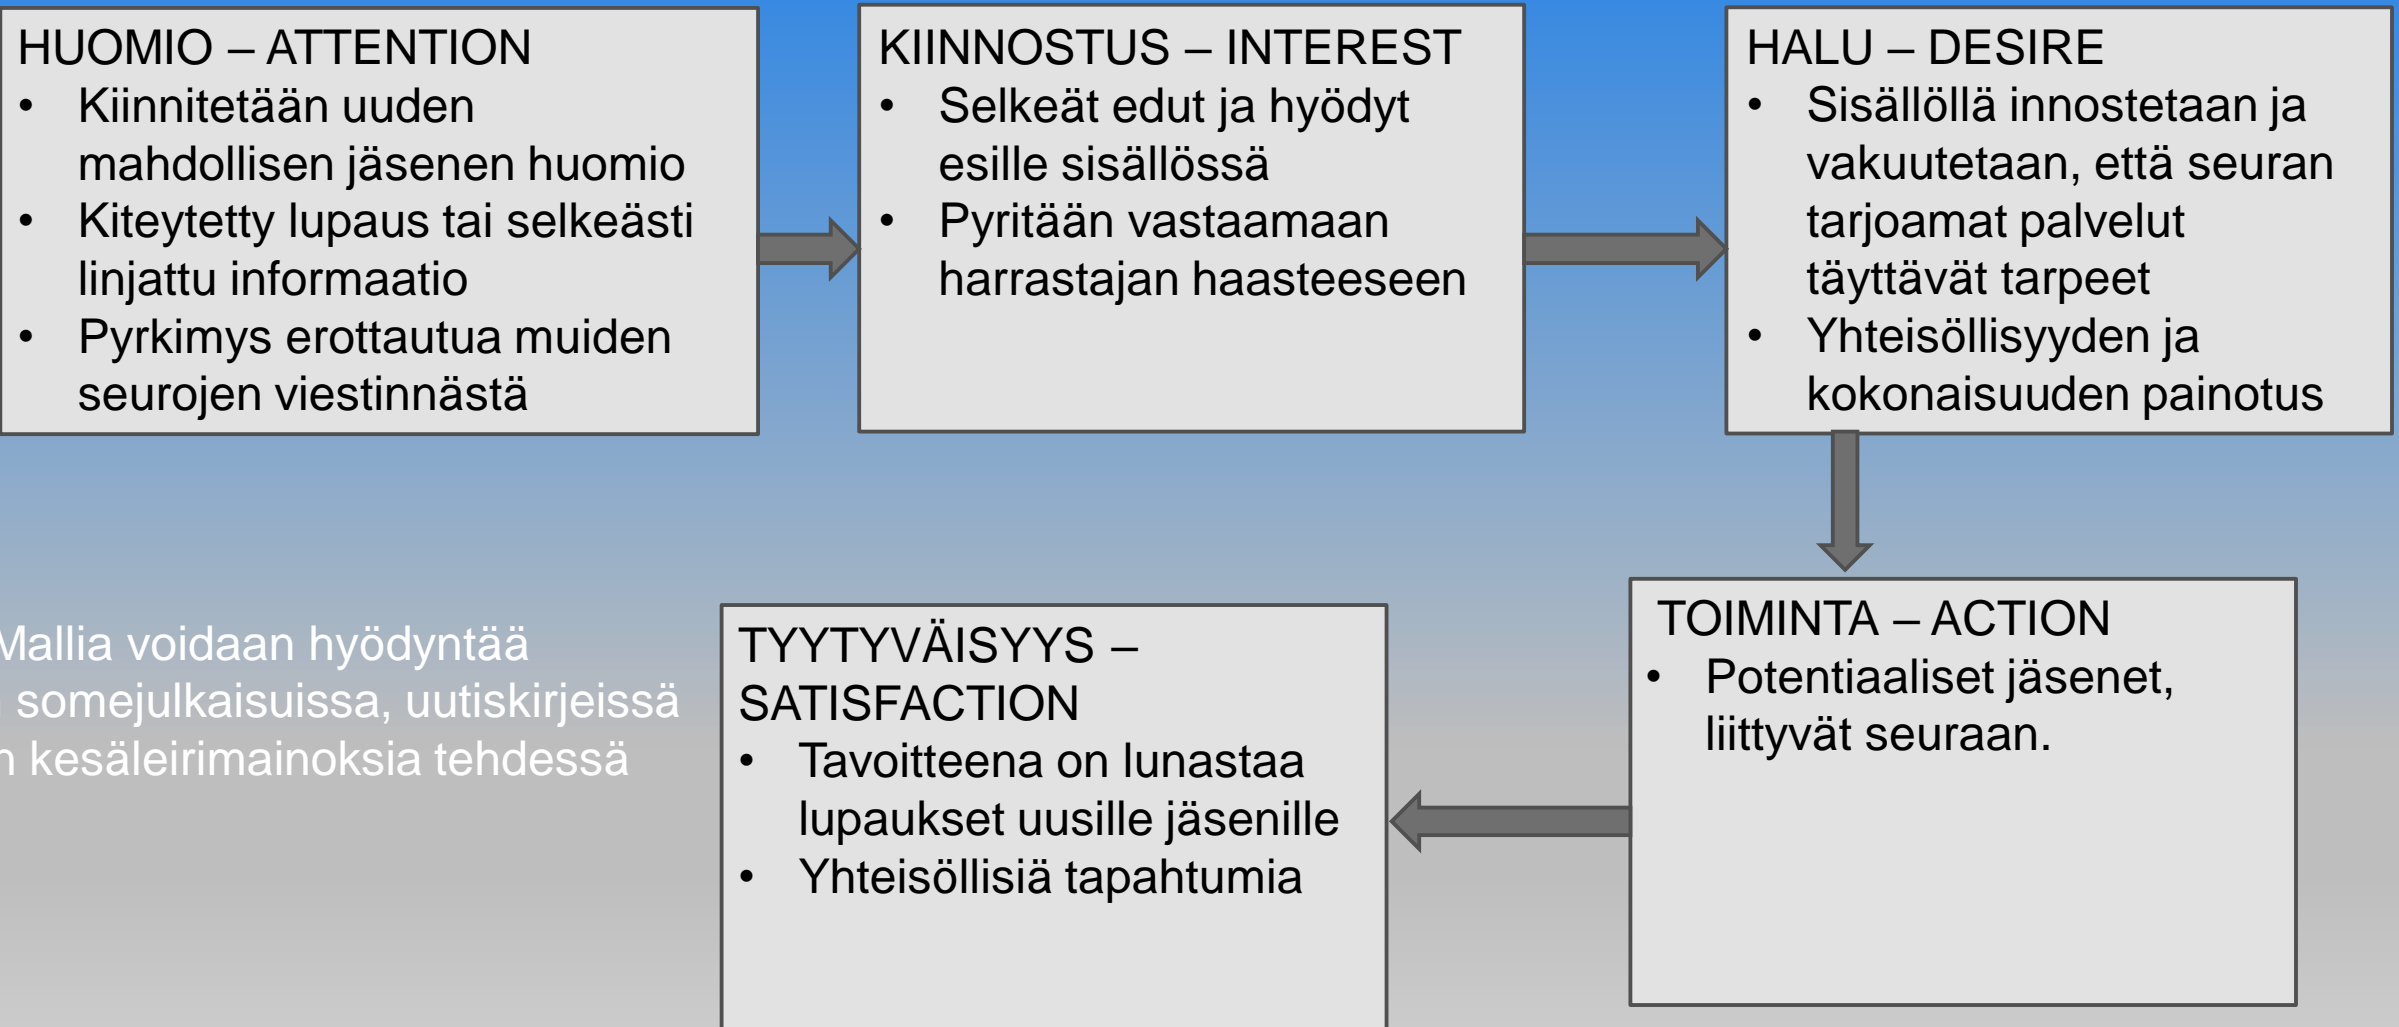 HUOMIO – ATTENTION
• Kiinnitetään uuden
mahdollisen jäsenen huomio
• Kiteytetty lupaus tai selkeästi
linjattu informaatio
• Pyrkimys erottautua muiden
seurojen viestinnästä
KIINNOSTUS – INTEREST
• Selkeät edut ja hyödyt
esille sisällössä
• Pyritään vastaamaan
harrastajan haasteeseen
HALU – DESIRE
• Sisällöllä innostetaan ja
vakuutetaan, että seuran
tarjoamat palvelut
täyttävät tarpeet
• Yhteisöllisyyden ja
kokonaisuuden painotus
TOIMINTA – ACTION
• Potentiaaliset jäsenet,
liittyvät seuraan.
TYYTYVÄISYYS –
SATISFACTION
• Tavoitteena on lunastaa
lupaukset uusille jäsenille
• Yhteisöllisiä tapahtumia
Mallia voidaan hyödyntää
somejulkaisuissa, uutiskirjeissä
kesäleirimainoksia tehdessä